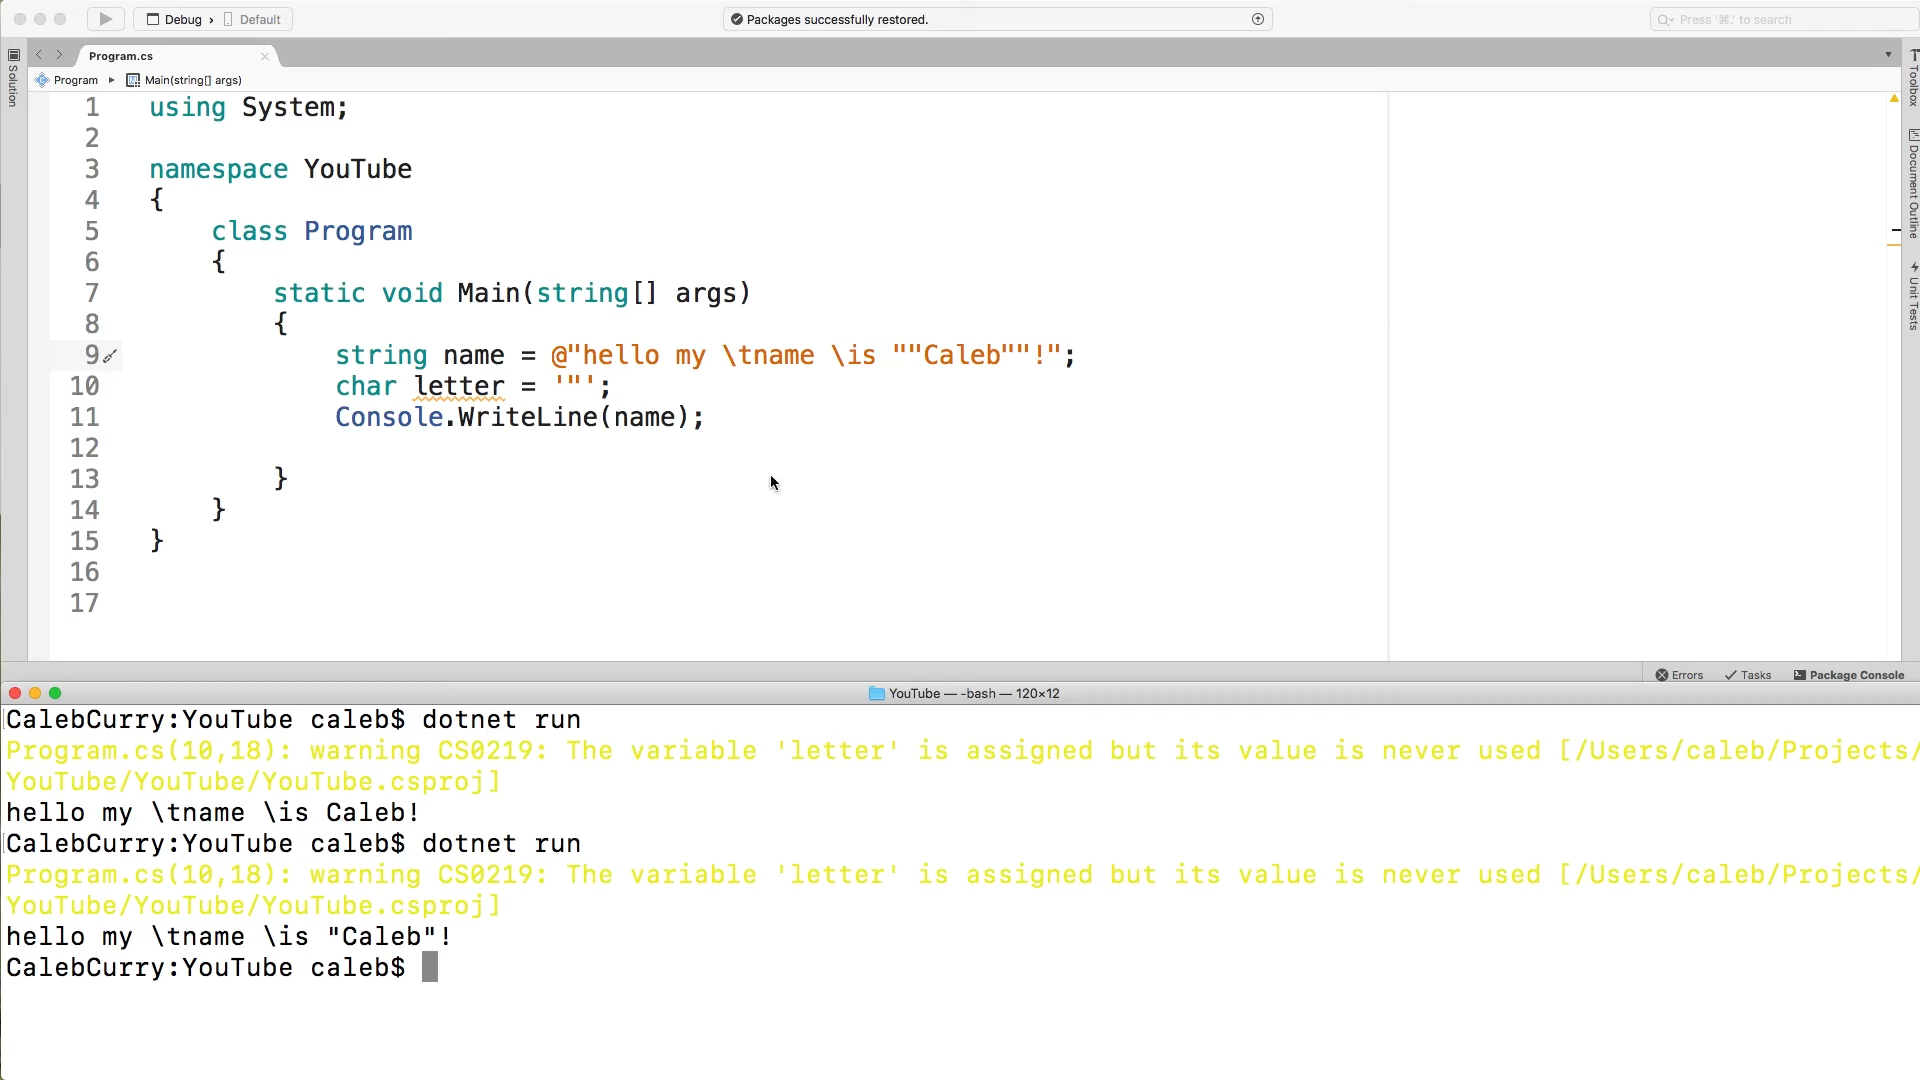 Debug › Default
Packages successfully restored.
Press '⌘.' to search
Program.cs
Program ▸ Main(string[] args)
Solution
Toolbox
Document Outline
Unit Tests
1 using System;
2
3 namespace YouTube
4 {
5 class Program
6 {
7 static void Main(string[] args)
8 {
9 string name = @"hello my \tname \is ""Caleb""!";
10 char letter = '"';
11 Console.WriteLine(name);
12
13 }
14 }
15 }
16
17
Errors Tasks Package Console
YouTube — -bash — 120×12
CalebCurry:YouTube caleb$ dotnet run
Program.cs(10,18): warning CS0219: The variable 'letter' is assigned but its value is never used [/Users/caleb/Projects/
YouTube/YouTube/YouTube.csproj]
hello my \tname \is Caleb!
CalebCurry:YouTube caleb$ dotnet run
Program.cs(10,18): warning CS0219: The variable 'letter' is assigned but its value is never used [/Users/caleb/Projects/
YouTube/YouTube/YouTube.csproj]
hello my \tname \is "Caleb"!
CalebCurry:YouTube caleb$